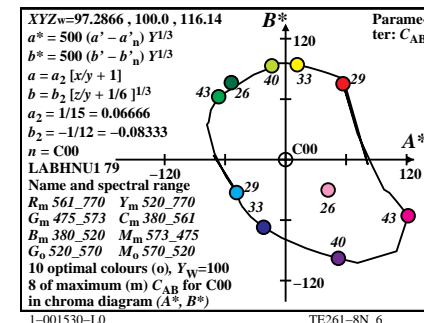 XYZw=97.2866 , 100.0 , 116.14
a* = 500 (a' – a'n ) Y1/3
b* = 500 (b' – b'n ) Y1/3
a = a2 [x/y + 1]
b = b2 [z/y + 1/6 ]1/3
a2 = 1/15 = 0.06666
b2 = –1/12 = –0.08333
n = C00
LABHNU1 79
–120
Name and spectral range
Rm 561_770 Ym 520_770
Gm 475_573 Cm 380_561
Bm 380_520 Mm 573_475
Go 520_570 Mo 570_520
10 optimal colours (o), YW=100
8 of maximum (m) CAB for C00
in chroma diagram (A*, B*)
B*
Parame-
ter: CAB
120
40
33
29
26
43
A*
C00
120
29
26
33
43
40
–120
1–001530–L0
TE261–8N_6